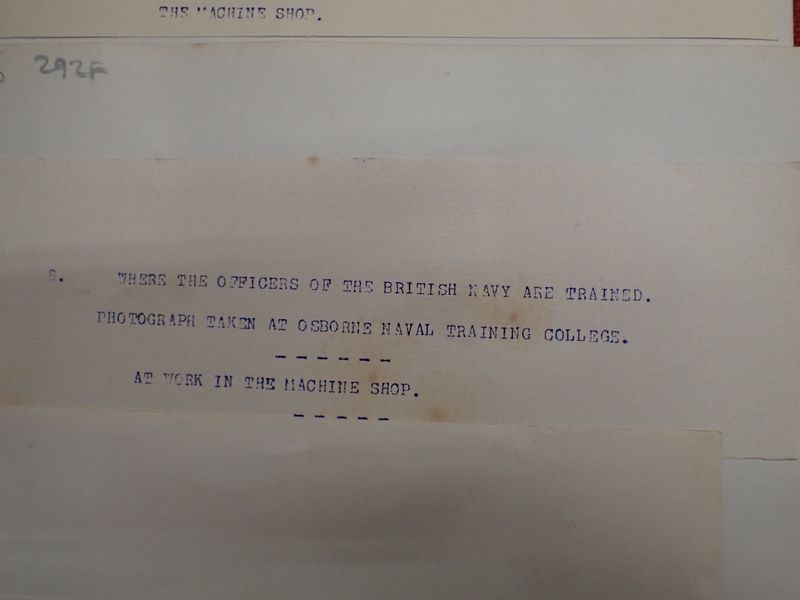 THE MACHINE SHOP.
292F
8. WHERE THE OFFICERS OF THE BRITISH NAVY ARE TRAINED.
PHOTOGRAPH TAKEN AT OSBORNE NAVAL TRAINING COLLEGE.
------
AT WORK IN THE MACHINE SHOP.
-----